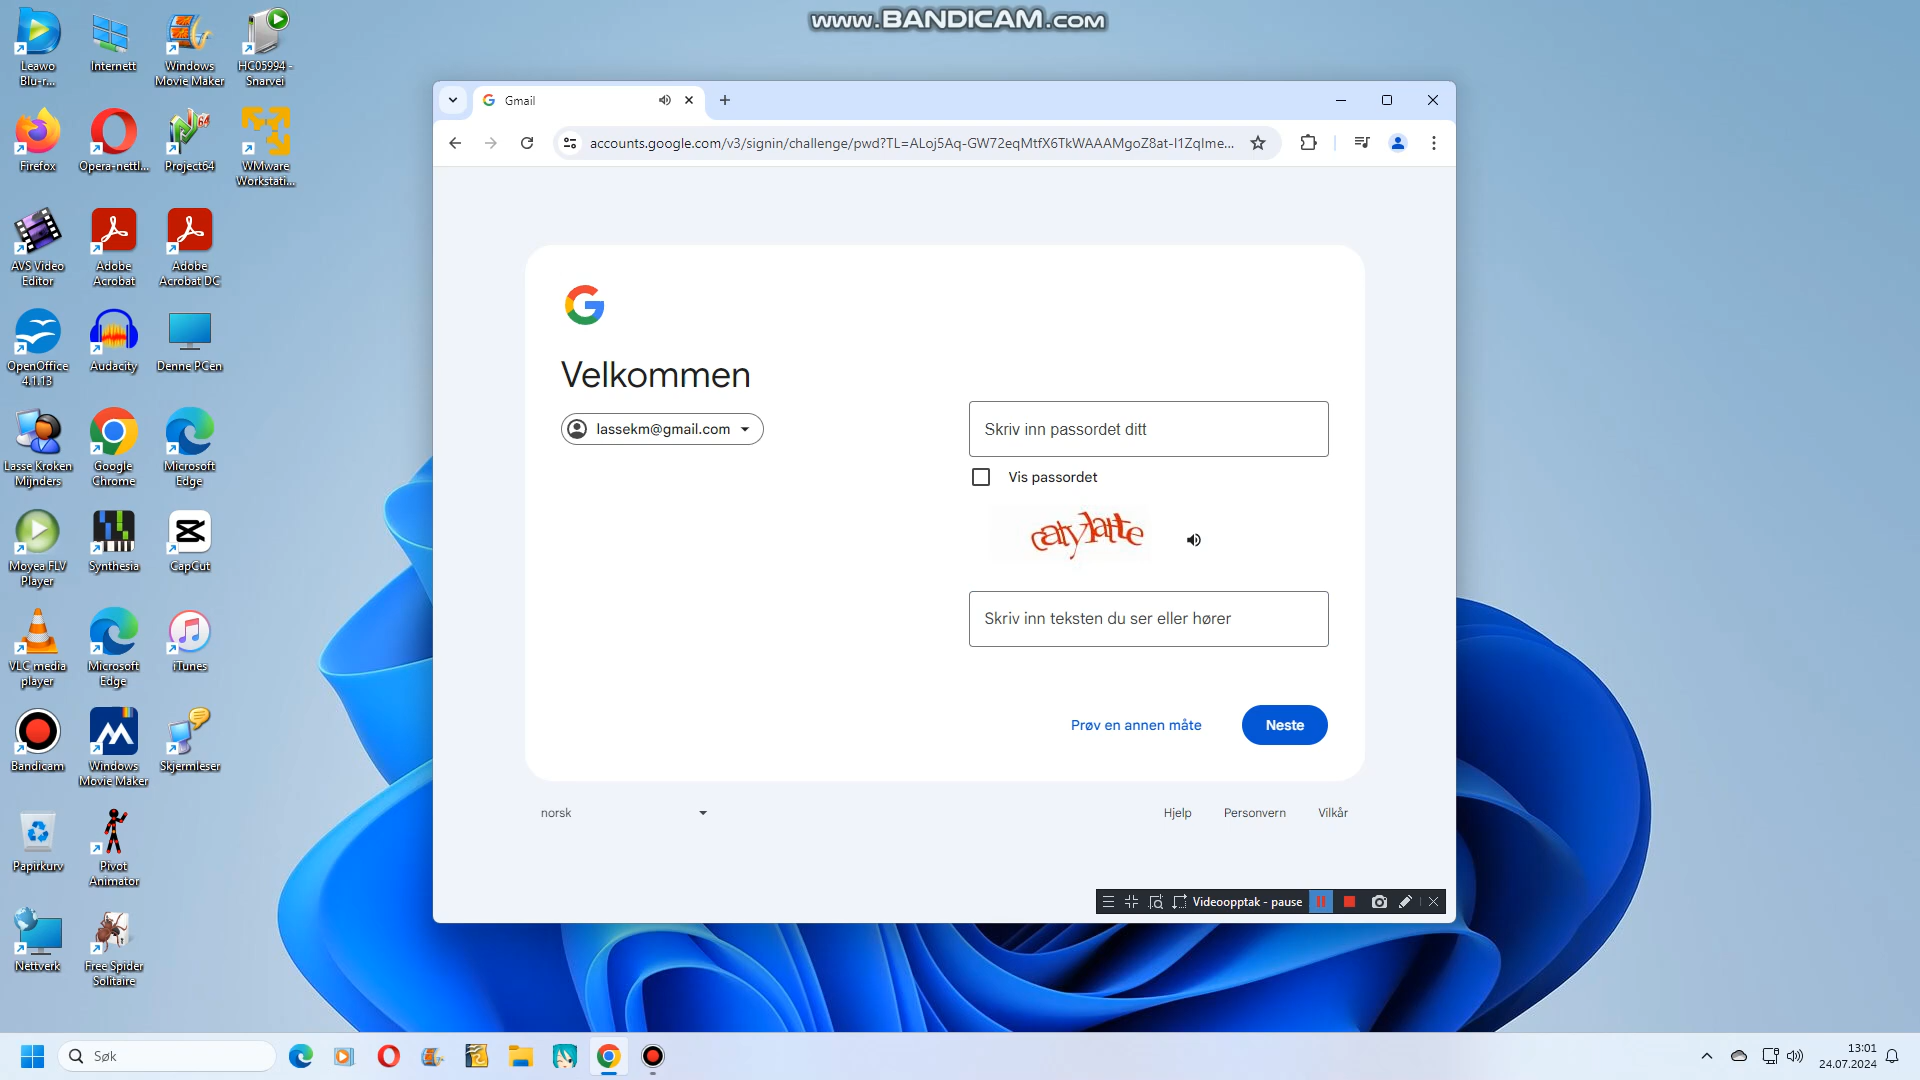 www.BANDICAM.com
Leawo
Blu-r...
Internett
Windows
Movie Maker
HC05994 -
Snarvei
Firefox
Opera-nettl...
Project64
64
VMware
Workstati...
AVS Video
Editor
Adobe
Acrobat
Adobe
Acrobat DC
OpenOffice
4.1.13
Audacity
Denne PCen
Lasse Kroken
Mijnders
Google
Chrome
Microsoft
Edge
Moyea FLV
Player
Synthesia
CapCut
VLC media
player
Microsoft
Edge
iTunes
Bandicam
Windows
Movie Maker
Skjermleser
Papirkurv
Pivot
Animator
Nettverk
Free Spider
Solitaire
Gmail
accounts.google.com/v3/signin/challenge/pwd?TL=ALoj5Aq-GW72eqMtfX6TkWAAAMgoZ8at-I1ZqIme...
Velkommen
lassekm@gmail.com
Skriv inn passordet ditt
Vis passordet
catylatte
Skriv inn teksten du ser eller hører
Prøv en annen måte
Neste
norsk
Hjelp
Personvern
Vilkår
Videoopptak - pause
Søk
13:01
24.07.2024